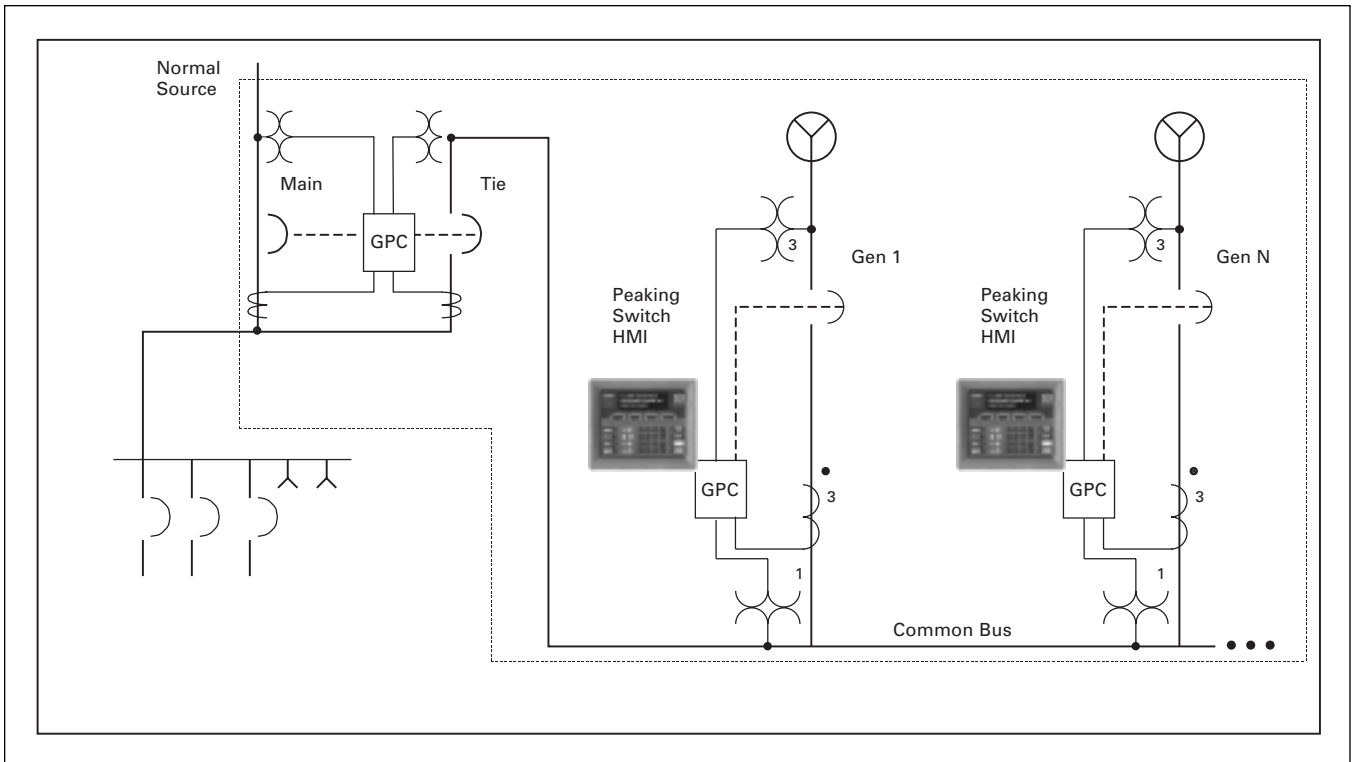 Normal
Source
Main
Tie
GPC
3
Gen 1
3
Gen N
Peaking
Switch
HMI
Peaking
Switch
HMI
GPC
3
GPC
3
1
1
Common Bus